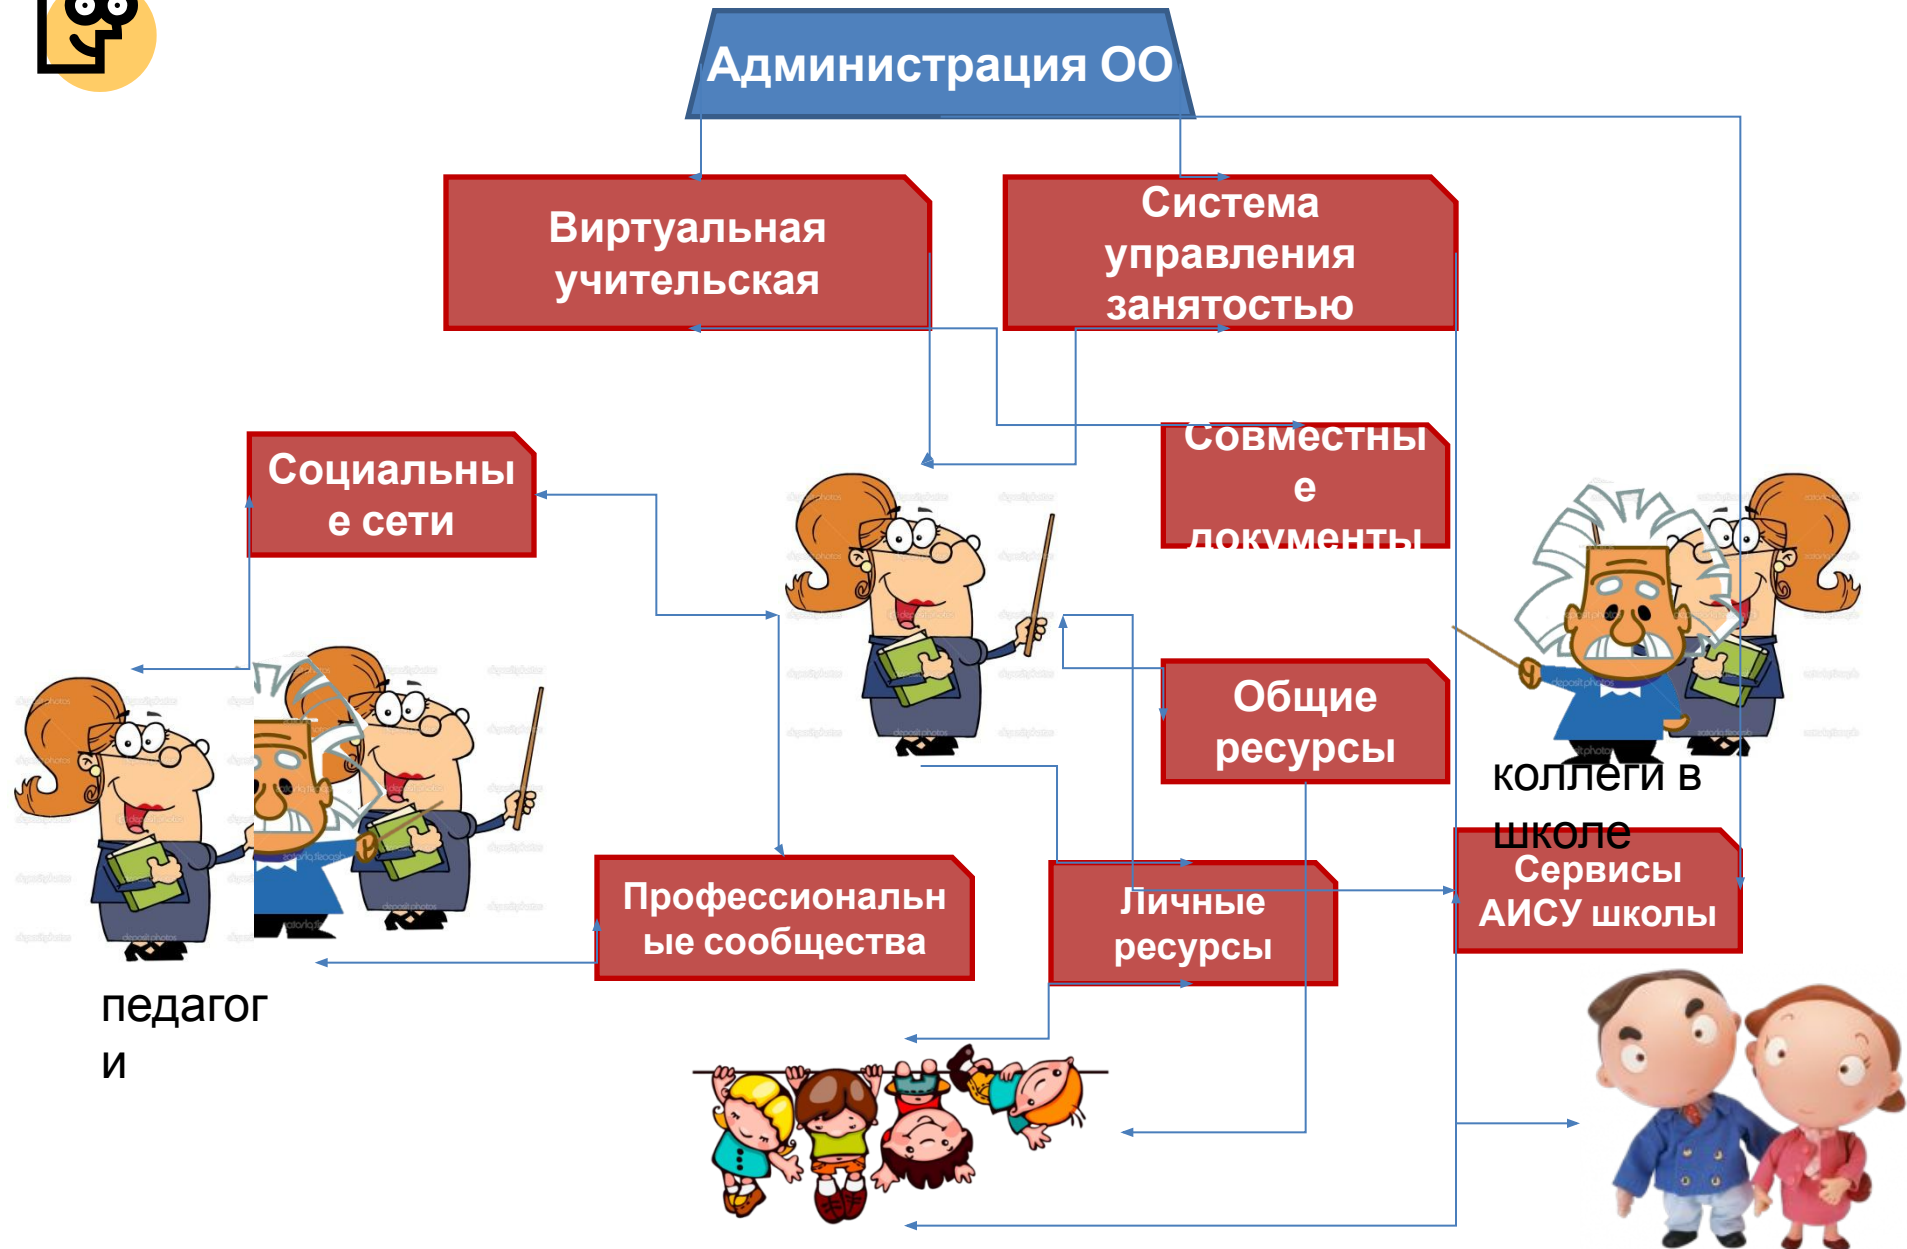 Администрация ОО
Виртуальная
учительская
Система
управления
занятостью
Социальны
е сети
Совместны
е
документы
Общие
ресурсы
коллеги в
школе
Сервисы
АИСУ школы
Профессиональн
ые сообщества
Личные
ресурсы
педагог
и